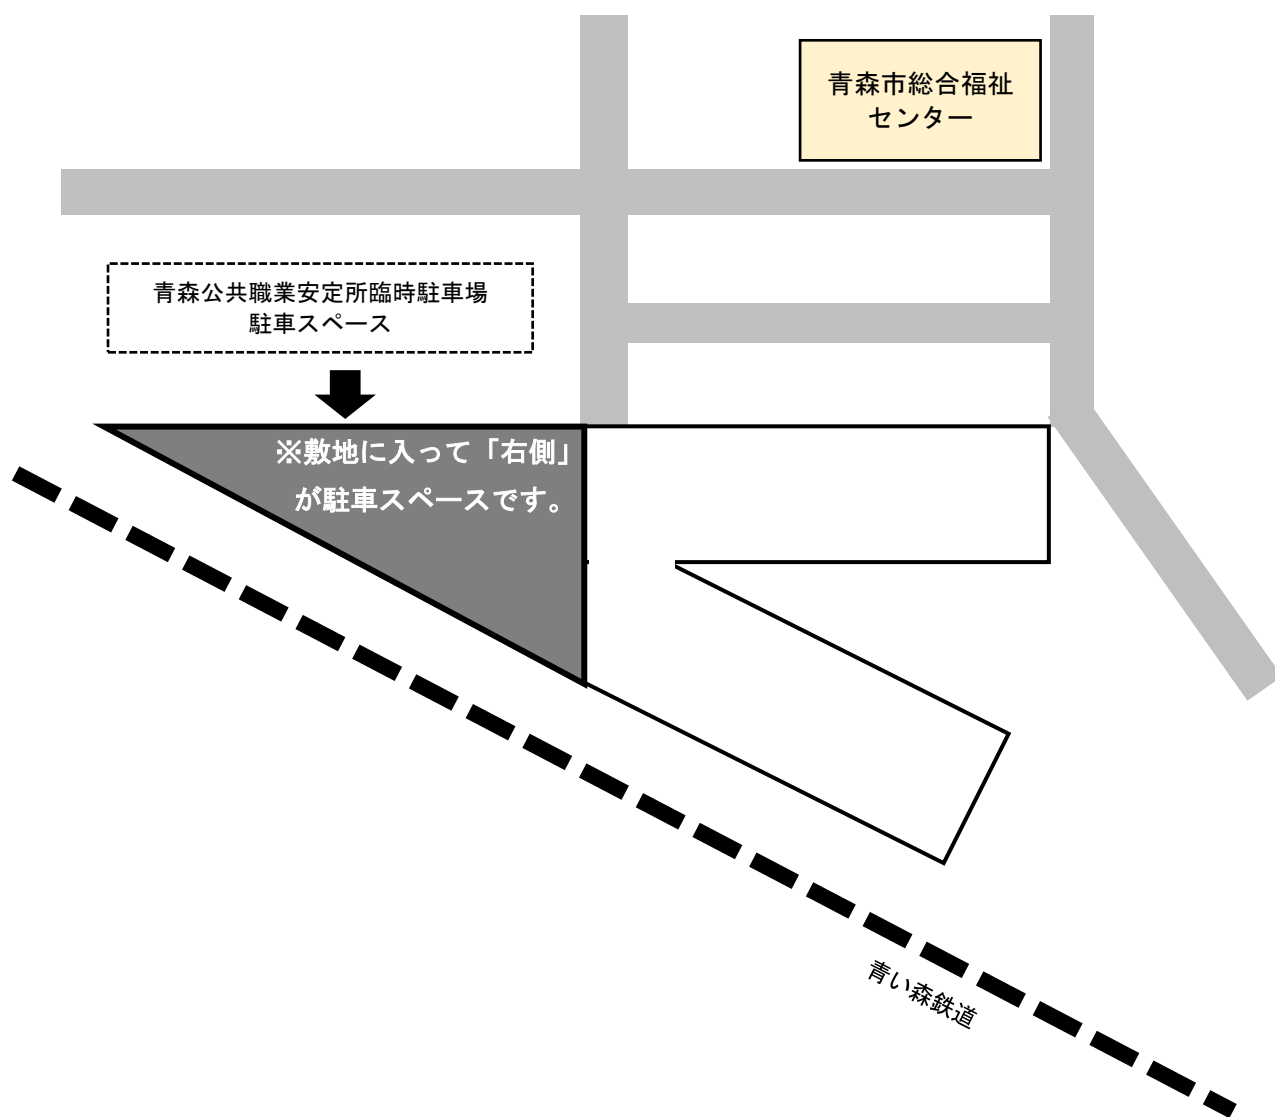 青森市総合福祉
センター
青森公共職業安定所臨時駐車場
駐車スペース
※敷地に入って「右側」
が駐車スペースです。
青い森鉄道